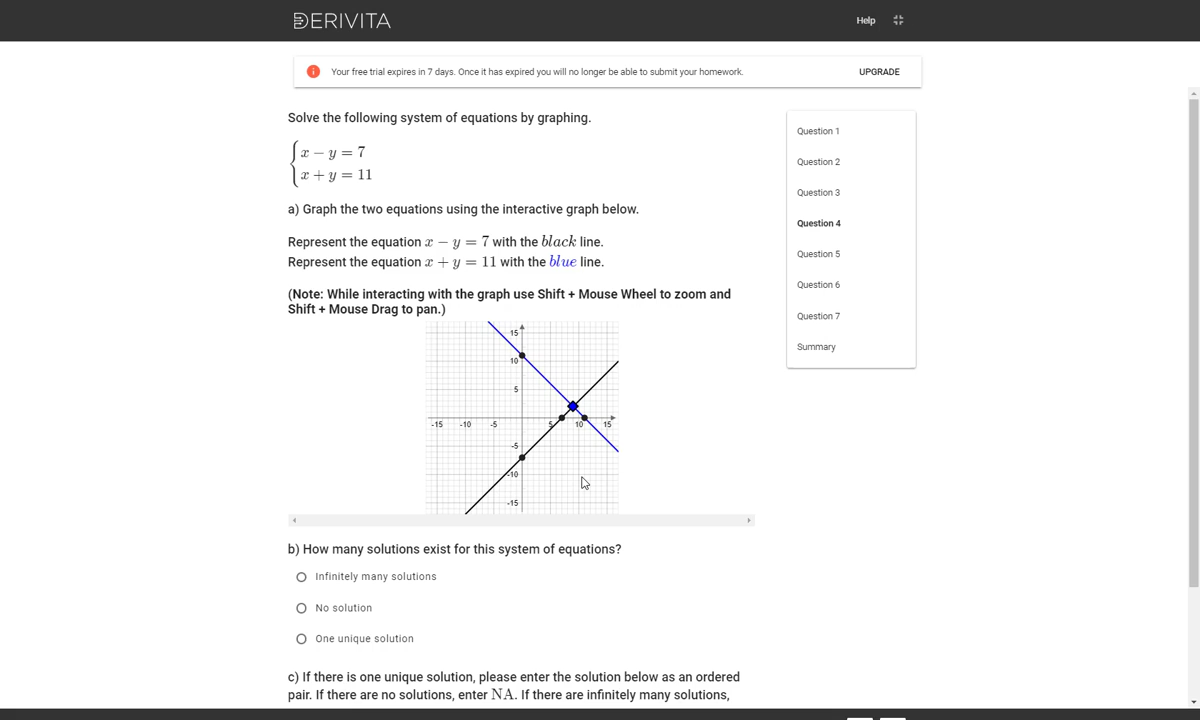 DERIVITA
Help
Your free trial expires in 7 days. Once it has expired you will no longer be able to submit your homework.
UPGRADE
Solve the following system of equations by graphing.
x − y = 7
x + y = 11
a) Graph the two equations using the interactive graph below.
Represent the equation x − y = 7 with the black line.
Represent the equation x + y = 11 with the blue line.
(Note: While interacting with the graph use Shift + Mouse Wheel to zoom and
Shift + Mouse Drag to pan.)
15
10
5
-15 -10 -5 5 10 15
-5
-10
-15
b) How many solutions exist for this system of equations?
Infinitely many solutions
No solution
One unique solution
c) If there is one unique solution, please enter the solution below as an ordered
pair. If there are no solutions, enter NA. If there are infinitely many solutions,
Question 1
Question 2
Question 3
Question 4
Question 5
Question 6
Question 7
Summary